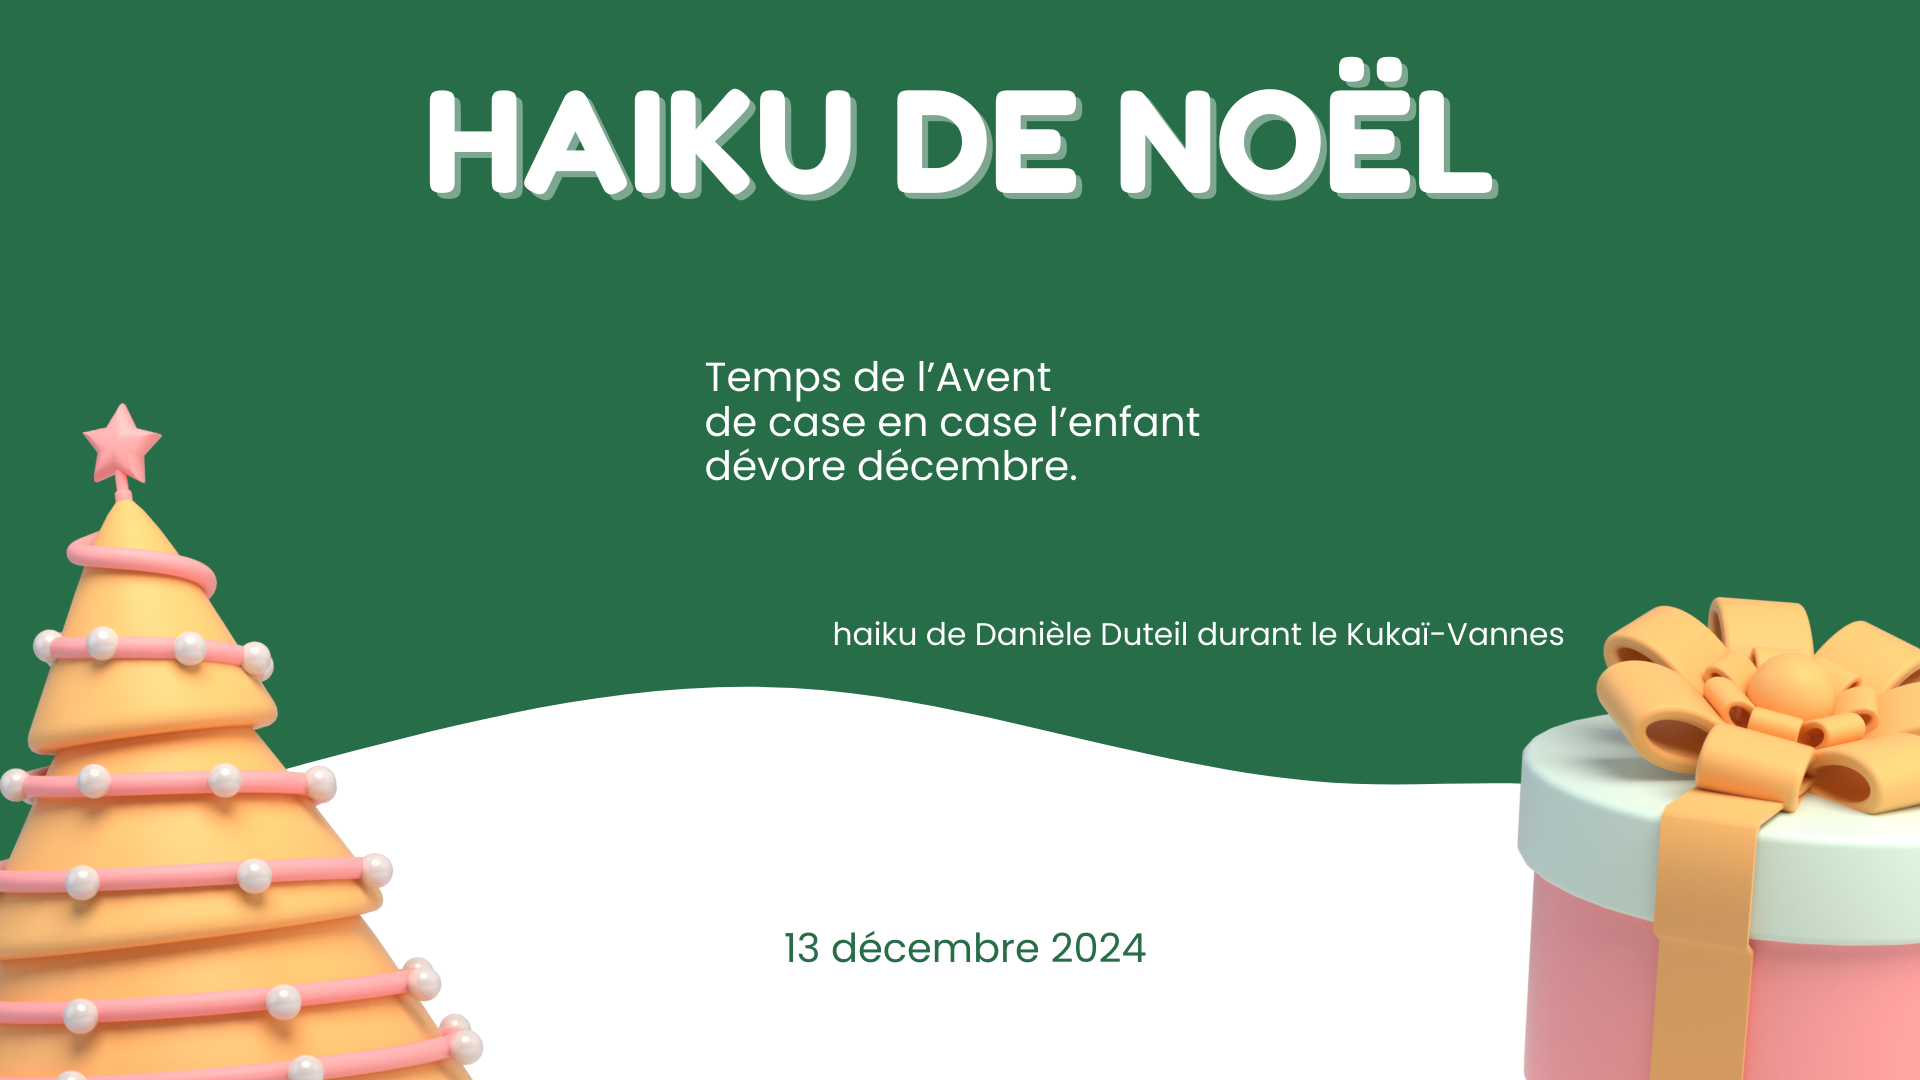 HAIKU DE NOËL
Temps de l’Avent
de case en case l’enfant
dévore décembre.
haiku de Danièle Duteil durant le Kukaï-Vannes
13 décembre 2024